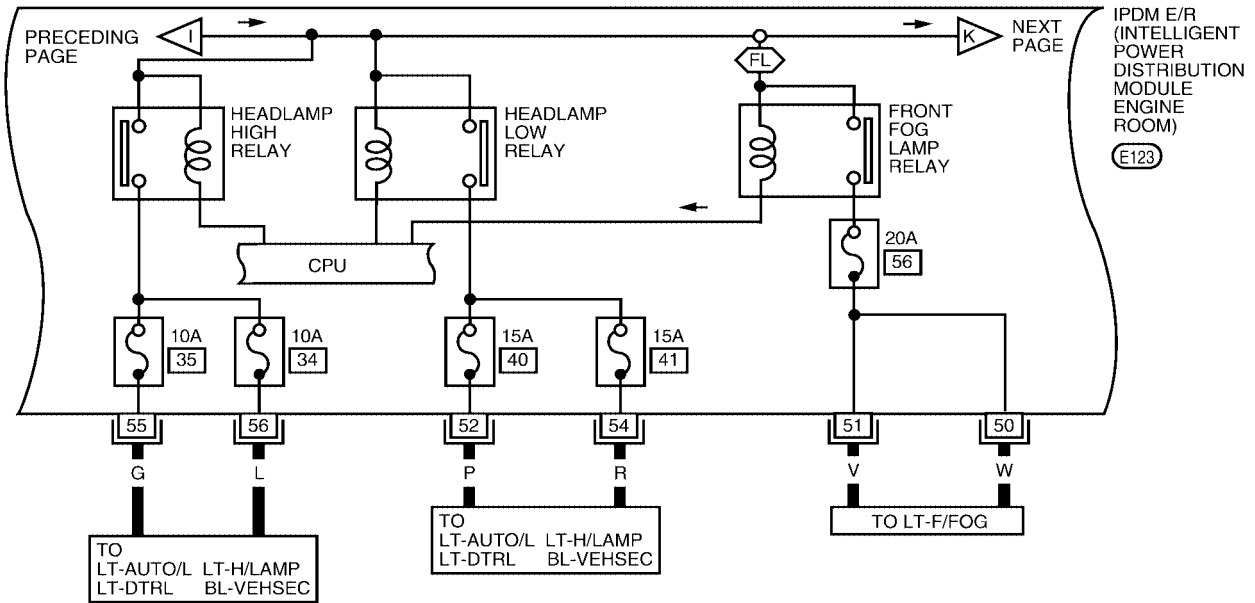 PRECEDING
PAGE
I
K
NEXT
PAGE
IPDM E/R
(INTELLIGENT
POWER
DISTRIBUTION
MODULE
ENGINE
ROOM)
E123
FL
HEADLAMP
HIGH
RELAY
HEADLAMP
LOW
RELAY
FRONT
FOG
LAMP
RELAY
CPU
20A
56
10A
35
10A
34
15A
40
15A
41
55
56
52
54
51
50
G
L
P
R
V
W
TO
LT-AUTO/L LT-H/LAMP
LT-DTRL BL-VEHSEC
TO
LT-AUTO/L LT-H/LAMP
LT-DTRL BL-VEHSEC
TO LT-F/FOG